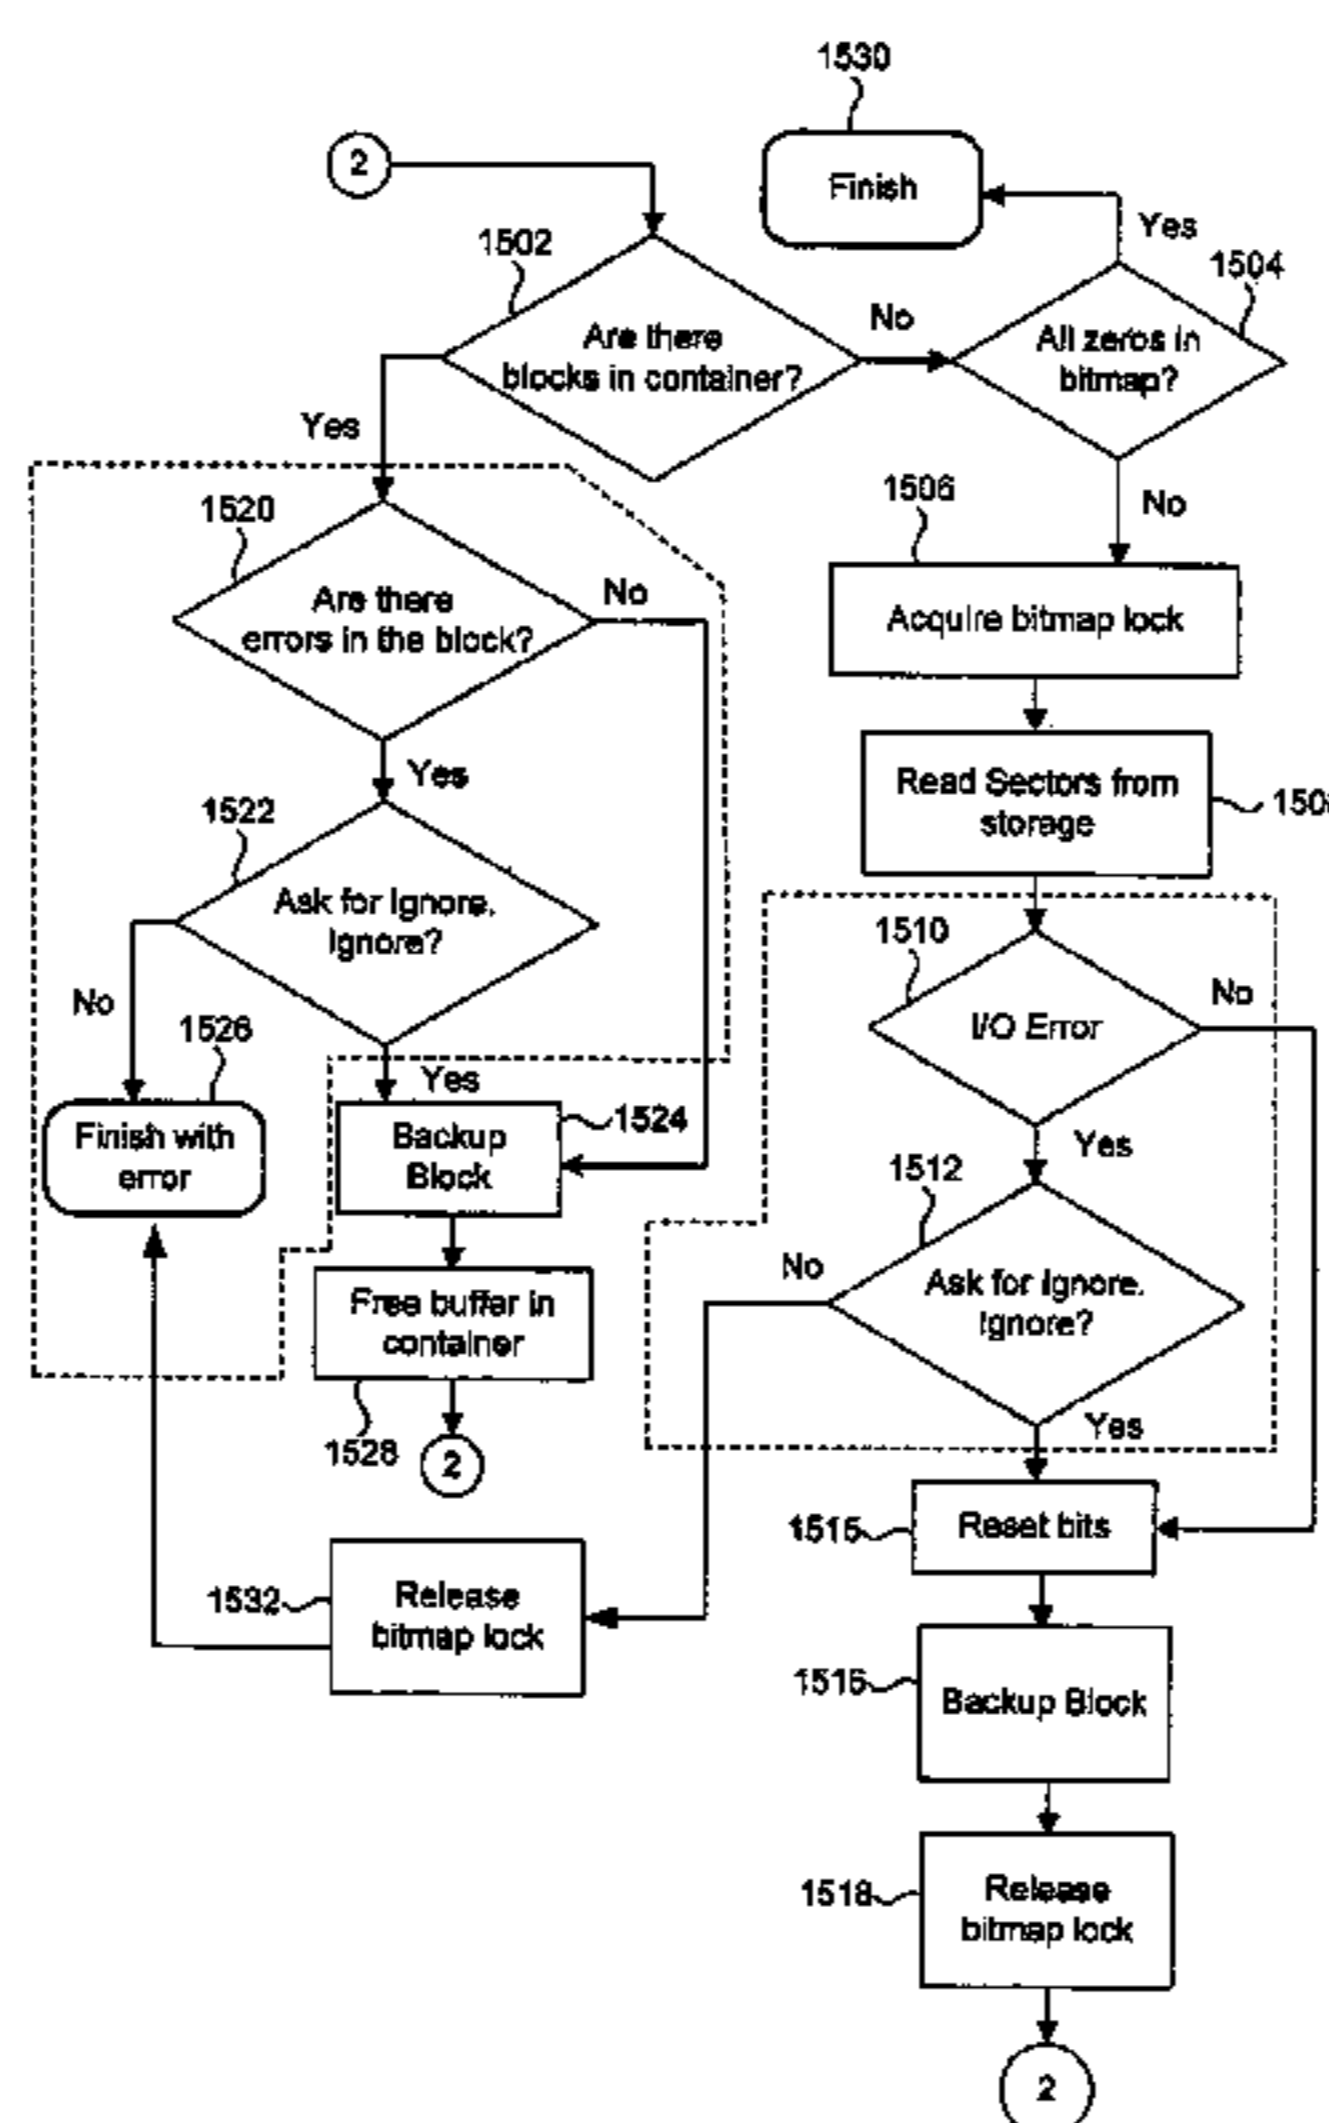 1530
2
Finish
Yes
1502
1504
Are there
blocks in container?
No
All zeros in
bitmap?
Yes
1506
No
1520
Are there
errors in the block?
No
Acquire bitmap lock
Yes
Read Sectors from
storage
1522
Ask for Ignore.
Ignore?
1510
No
No
I/O Error
1526
Yes
Finish with
error
Backup
Block
1524
Yes
1512
No
Ask for Ignore.
Ignore?
Free buffer in
container
Yes
1528
2
1515
Reset bits
1532
Release
bitmap lock
1516
Backup Block
1518
Release
bitmap lock
2